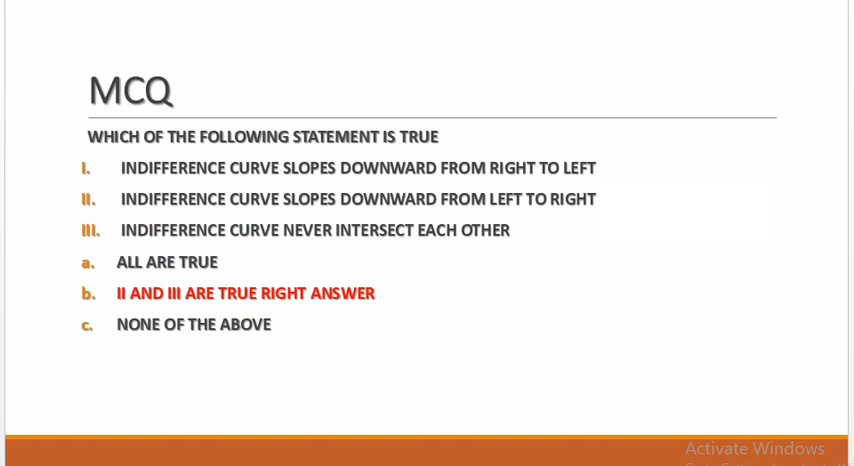 MCQ
WHICH OF THE FOLLOWING STATEMENT IS TRUE
I. INDIFFERENCE CURVE SLOPES DOWNWARD FROM RIGHT TO LEFT
II. INDIFFERENCE CURVE SLOPES DOWNWARD FROM LEFT TO RIGHT
III. INDIFFERENCE CURVE NEVER INTERSECT EACH OTHER
a. ALL ARE TRUE
b. II AND III ARE TRUE RIGHT ANSWER
c. NONE OF THE ABOVE
Activate Windows